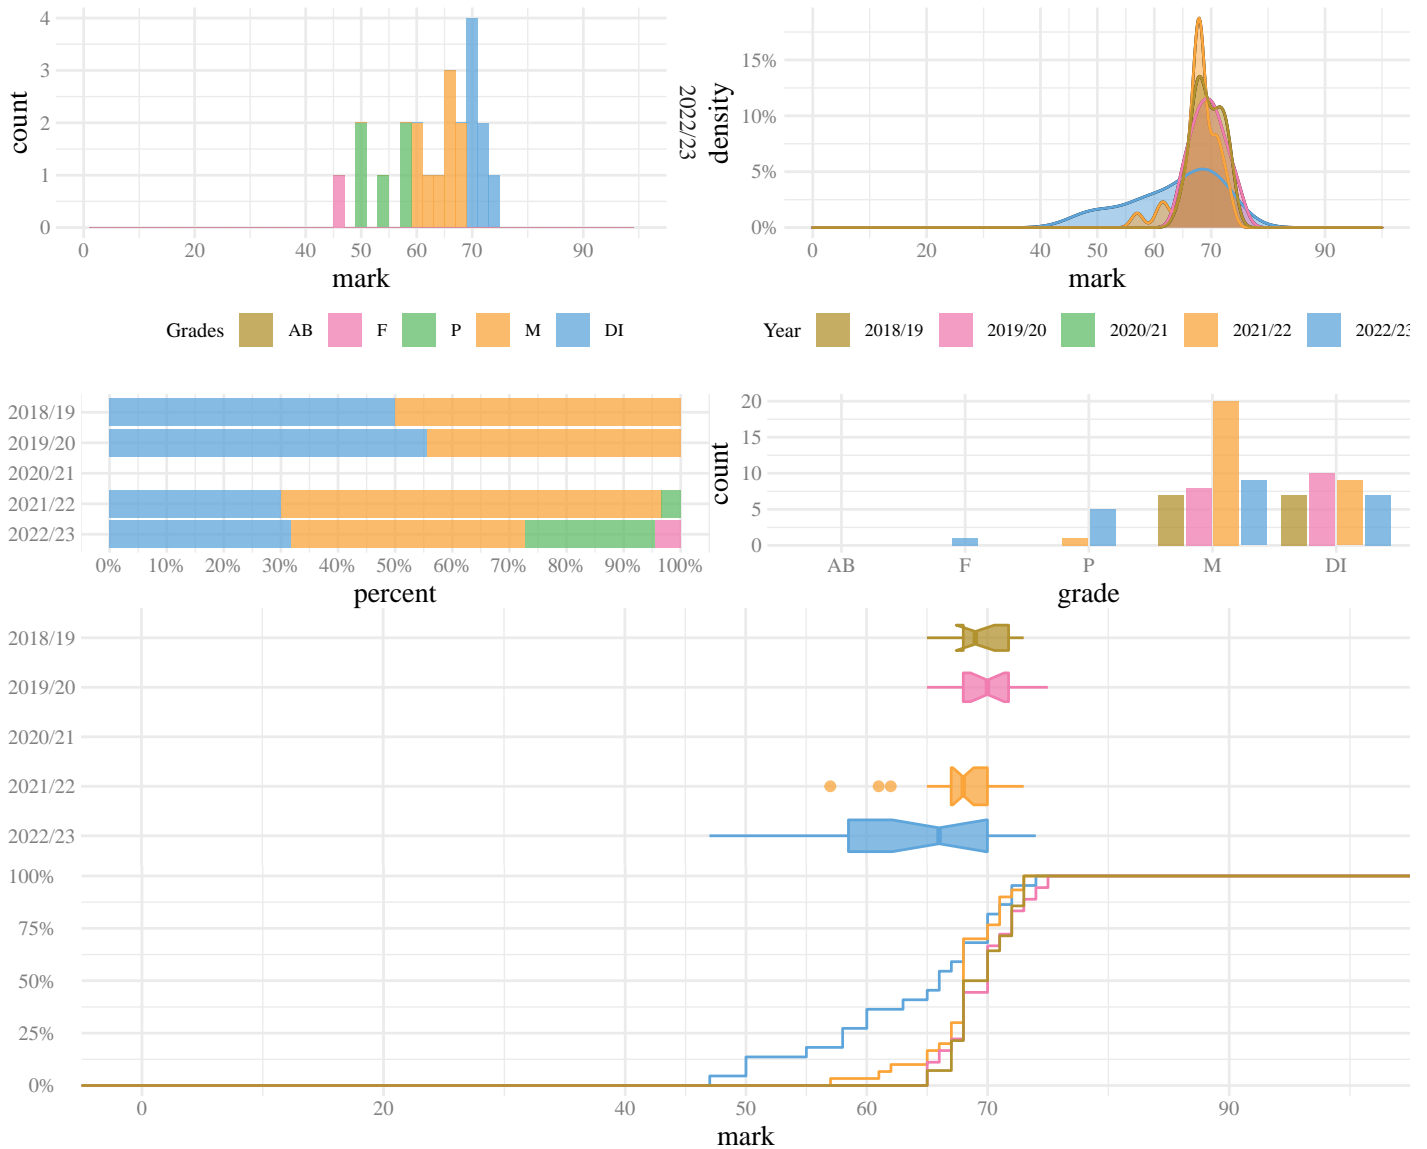 4
3
2
1
0
count
0 20 40 50 60 70 90
mark
2022/23
15%
10%
5%
0%
density
0 20 40 50 60 70 90
mark
Grades AB F P M DI
Year 2018/19 2019/20 2020/21 2021/22 2022/23
2018/19
2019/20
2020/21
2021/22
2022/23
0% 10% 20% 30% 40% 50% 60% 70% 80% 90% 100%
percent
20
15
10
5
0
count
AB F P M DI
grade
2018/19
2019/20
2020/21
2021/22
2022/23
100%
75%
50%
25%
0%
0 20 40 50 60 70 90
mark